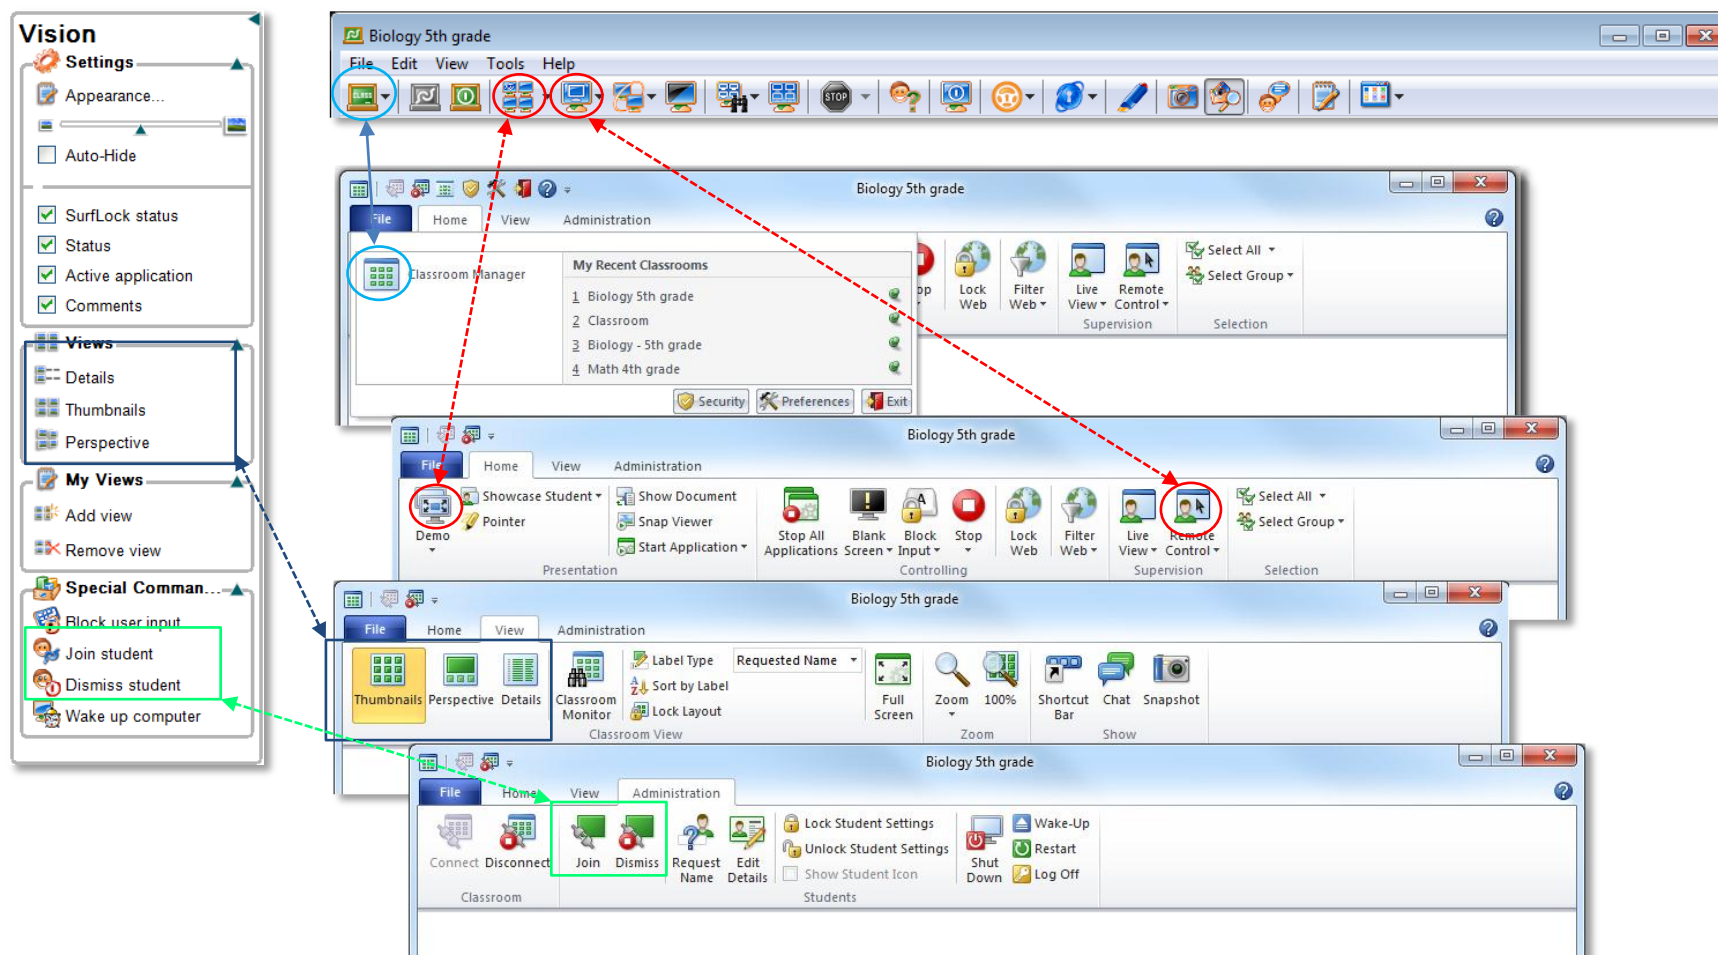 Vision
Settings
Appearance...
Auto-Hide
SurfLock status
Status
Active application
Comments
Views
Details
Thumbnails
Perspective
My Views
Add view
Remove view
Special Comman...
Block user input
Join student
Dismiss student
Wake up computer
Biology 5th grade
File Edit View Tools Help
CLASS
STOP
Biology 5th grade
File Home View Administration
Classroom Manager
My Recent Classrooms
1 Biology 5th grade
2 Classroom
3 Biology - 5th grade
4 Math 4th grade
Security Preferences Exit
Lock Web
Filter Web
Live View
Remote Control
Supervision
Select All
Select Group
Selection
Biology 5th grade
File Home View Administration
Demo
Showcase Student
Pointer
Show Document
Snap Viewer
Start Application
Presentation
Stop All Applications
Blank Screen
Block Input
Stop
Lock Web
Filter Web
Controlling
Live View
Remote Control
Supervision
Select All
Select Group
Selection
Biology 5th grade
File Home View Administration
Thumbnails Perspective Details
Classroom Monitor
Label Type Requested Name
Sort by Label
Lock Layout
Classroom View
Full Screen
Zoom 100%
Zoom
Shortcut Bar
Chat Snapshot
Show
Biology 5th grade
File Home View Administration
Connect Disconnect
Classroom
Join Dismiss
Request Name
Edit Details
Lock Student Settings
Unlock Student Settings
Show Student Icon
Students
Shut Down
Wake-Up
Restart
Log Off